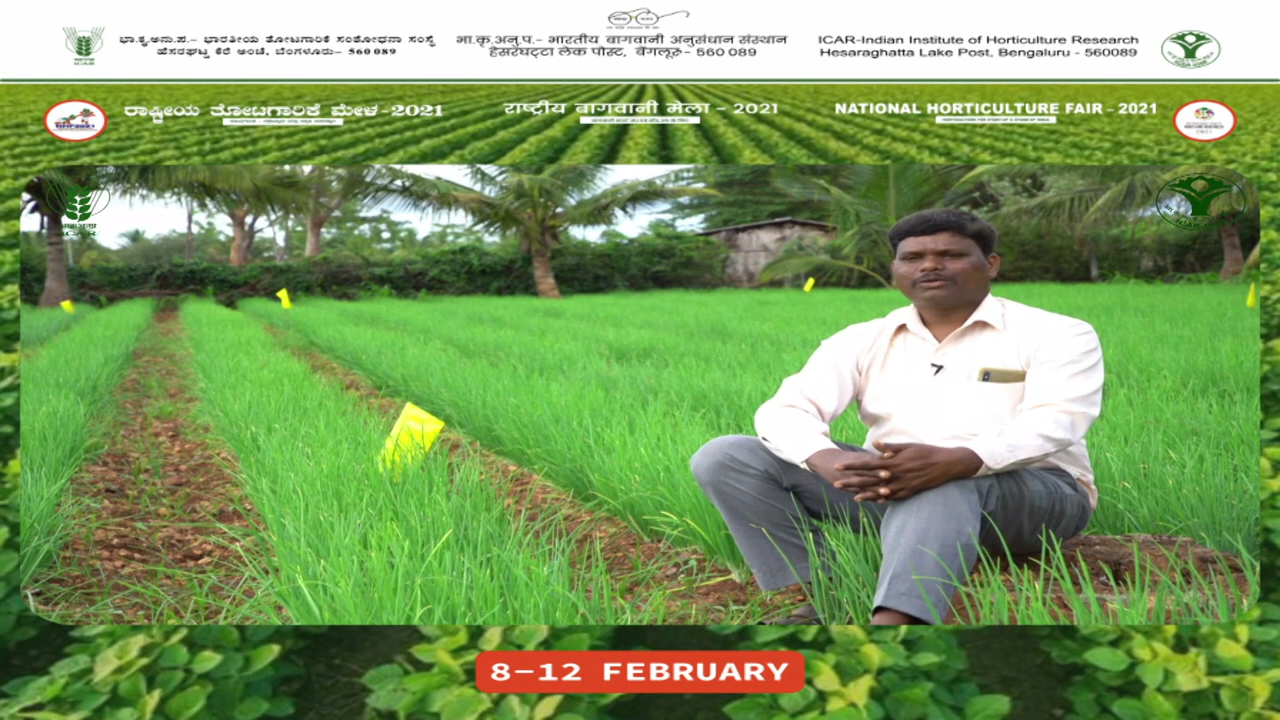 ಭಾ.ಕೃ.ಅನು.ಪ.- ಭಾರತೀಯ ತೋಟಗಾರಿಕೆ ಸಂಶೋಧನಾ ಸಂಸ್ಥೆ
ಹೆಸರಘಟ್ಟ ಕೆರೆ ಅಂಚೆ, ಬೆಂಗಳೂರು- 560 089
भा.कृ.अनु.प.- भारतीय बागवानी अनुसंधान संस्थान
हेसरघट्टा लेक पोस्ट, बेंगलूरू- 560 089
ICAR-Indian Institute of Horticulture Research
Hesaraghatta Lake Post, Bengaluru - 560089
ICAR
ರಾಷ್ಟ್ರೀಯ ತೋಟಗಾರಿಕೆ ಮೇಳ-2021
राष्ट्रीय बागवानी मेला - 2021
NATIONAL HORTICULTURE FAIR - 2021
ICAR
8-12 FEBRUARY